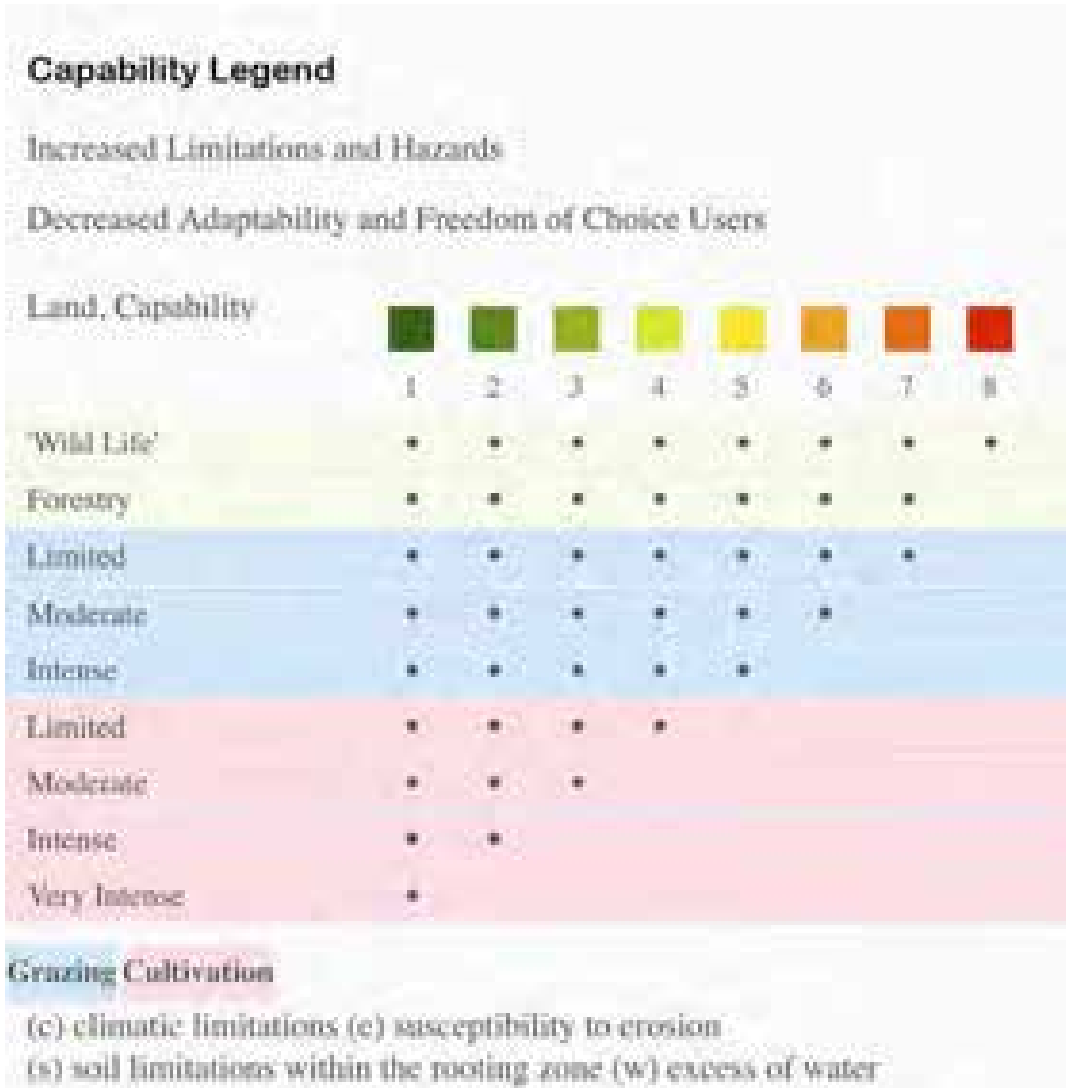 Capability Legend
Increased Limitations and Hazards
Decreased Adaptability and Freedom of Choice Users
Land, Capability
1 2 3 4 5 6 7 8
'Wild Life' • • • • • • • •
Forestry • • • • • • •
Limited • • • • • • •
Moderate • • • • • •
Intense • • • • •
Limited • • • •
Moderate • • •
Intense • •
Very Intense •
Grazing Cultivation
(c) climatic limitations (e) susceptibility to erosion
(s) soil limitations within the rooting zone (w) excess of water